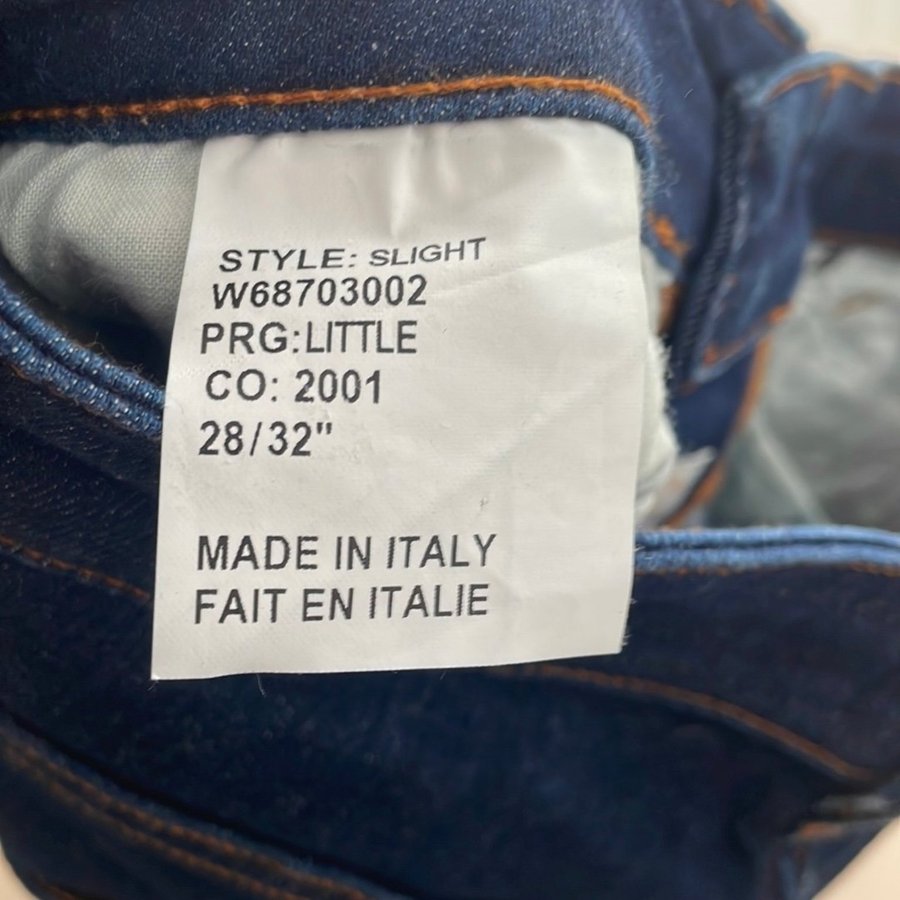 STYLE: SLIGHT
W68703002
PRG:LITTLE
CO: 2001
28/32"
MADE IN ITALY
FAIT EN ITALIE